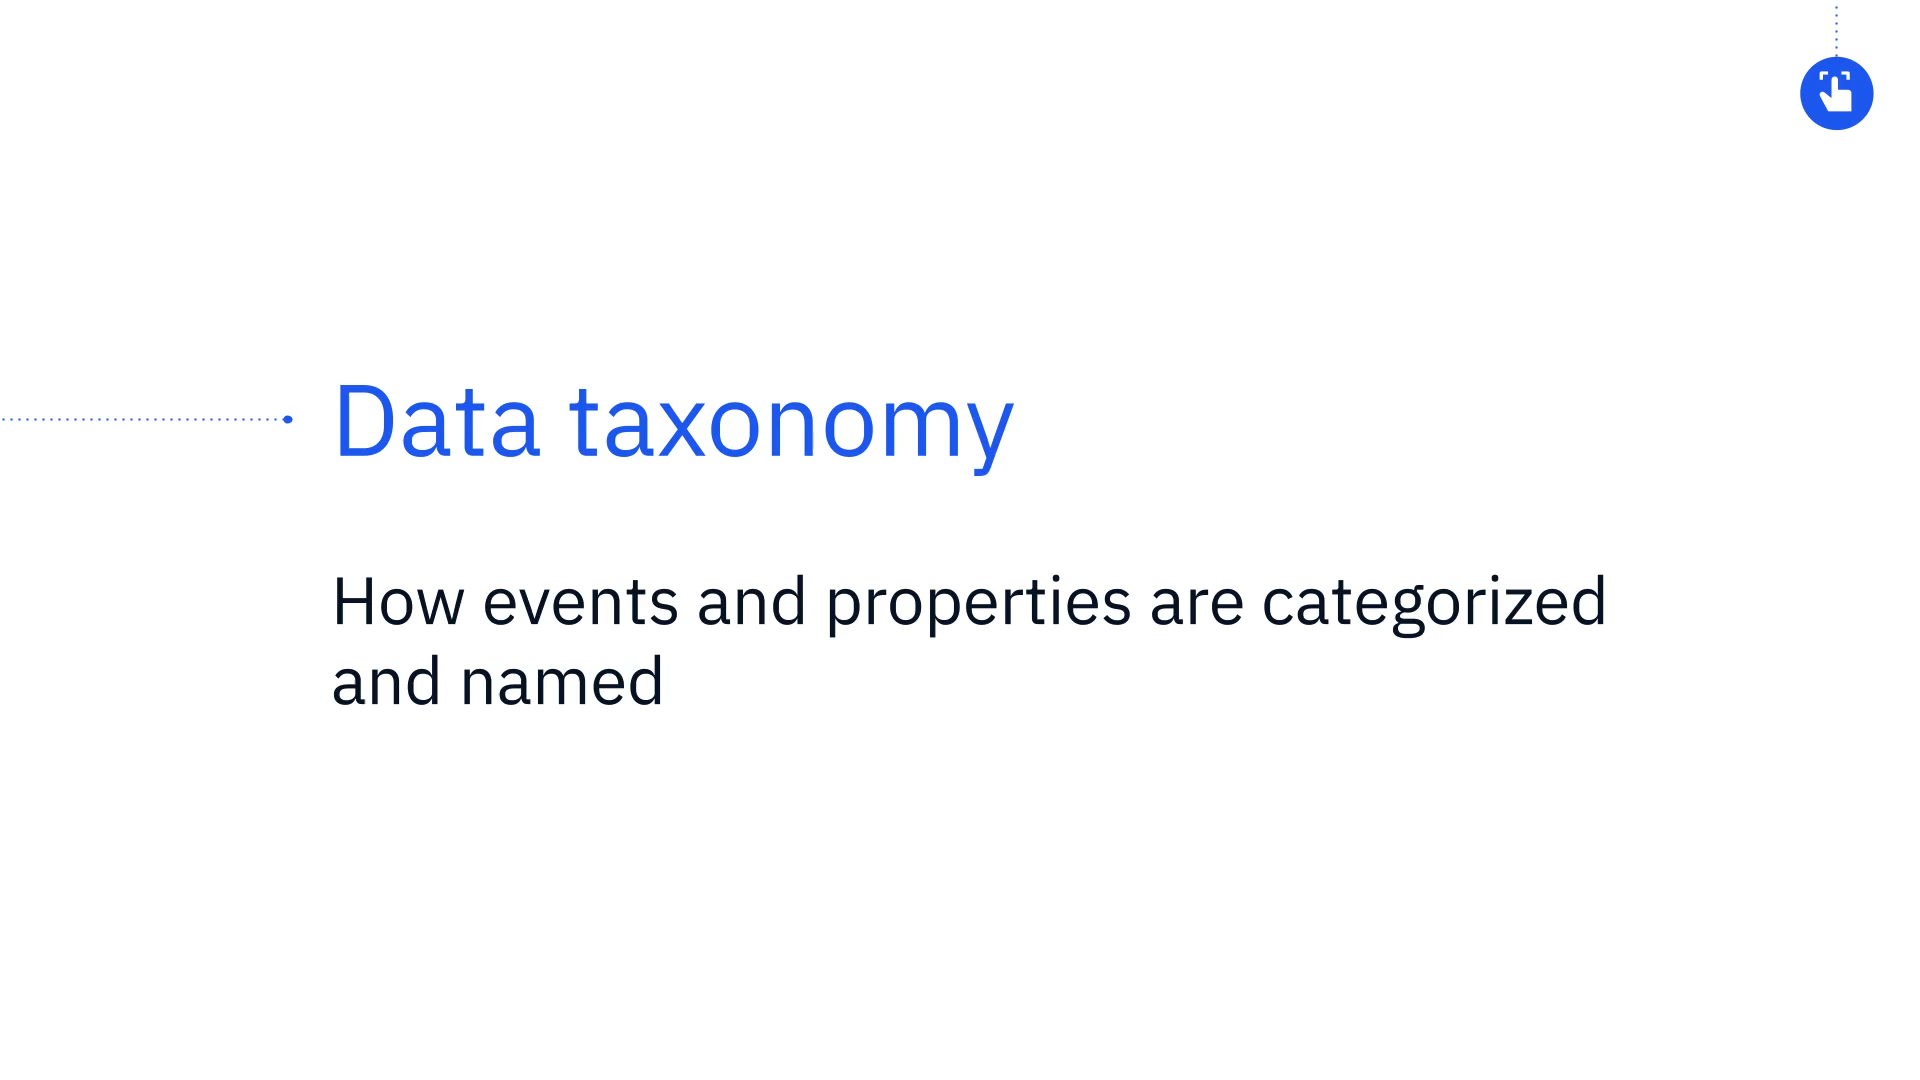 Data taxonomy
How events and properties are categorized
and named